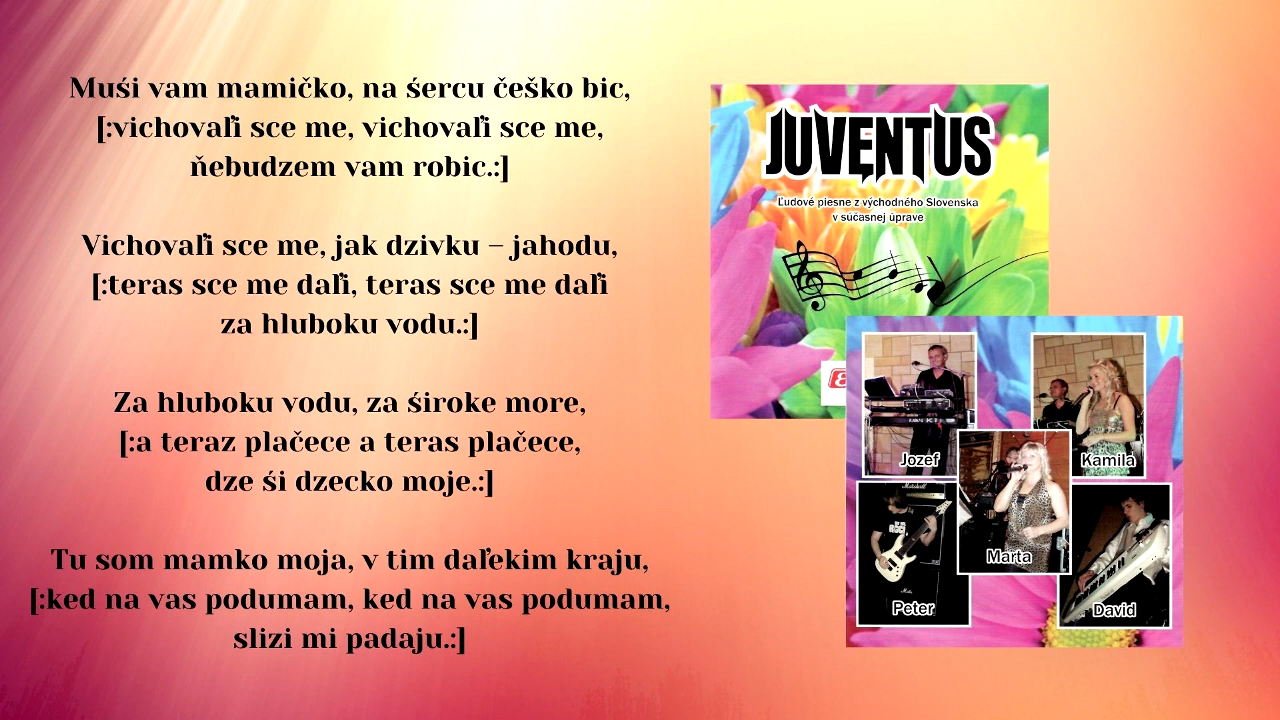 Muśi vam mamičko, na śercu češko bic,
[:vichovaľi sce me, vichovaľi sce me,
ňebudzem vam robic.:]
Vichovaľi sce me, jak dzivku – jahodu,
[:teras sce me daľi, teras sce me daľi
za hluboku vodu.:]
Za hluboku vodu, za śiroke more,
[:a teraz plačece a teras plačece,
dze śi dzecko moje.:]
Tu som mamko moja, v tim daľekim kraju,
[:ked na vas podumam, ked na vas podumam,
slizi mi padaju.:]
JUVENTUS
Ľudové piesne z východného Slovenska
v súčasnej úprave
Jozef
Kamila
Marta
Peter
David